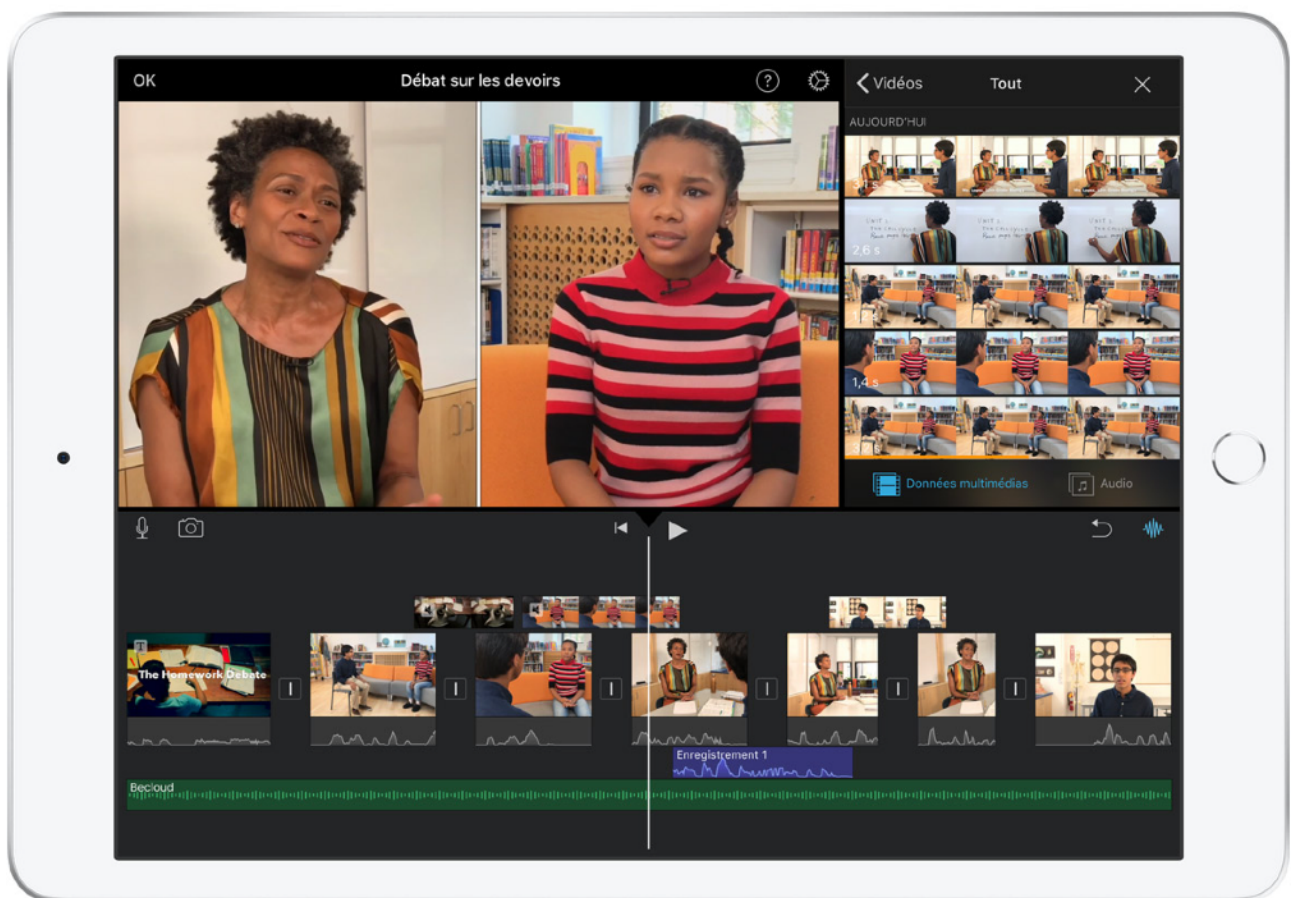 OK
Débat sur les devoirs
?
Vidéos
Tout
AUJOURD'HUI
2,6 s
1,4 s
Données multimédias
Audio
T
The Homework Debate
Enregistrement 1
Becloud